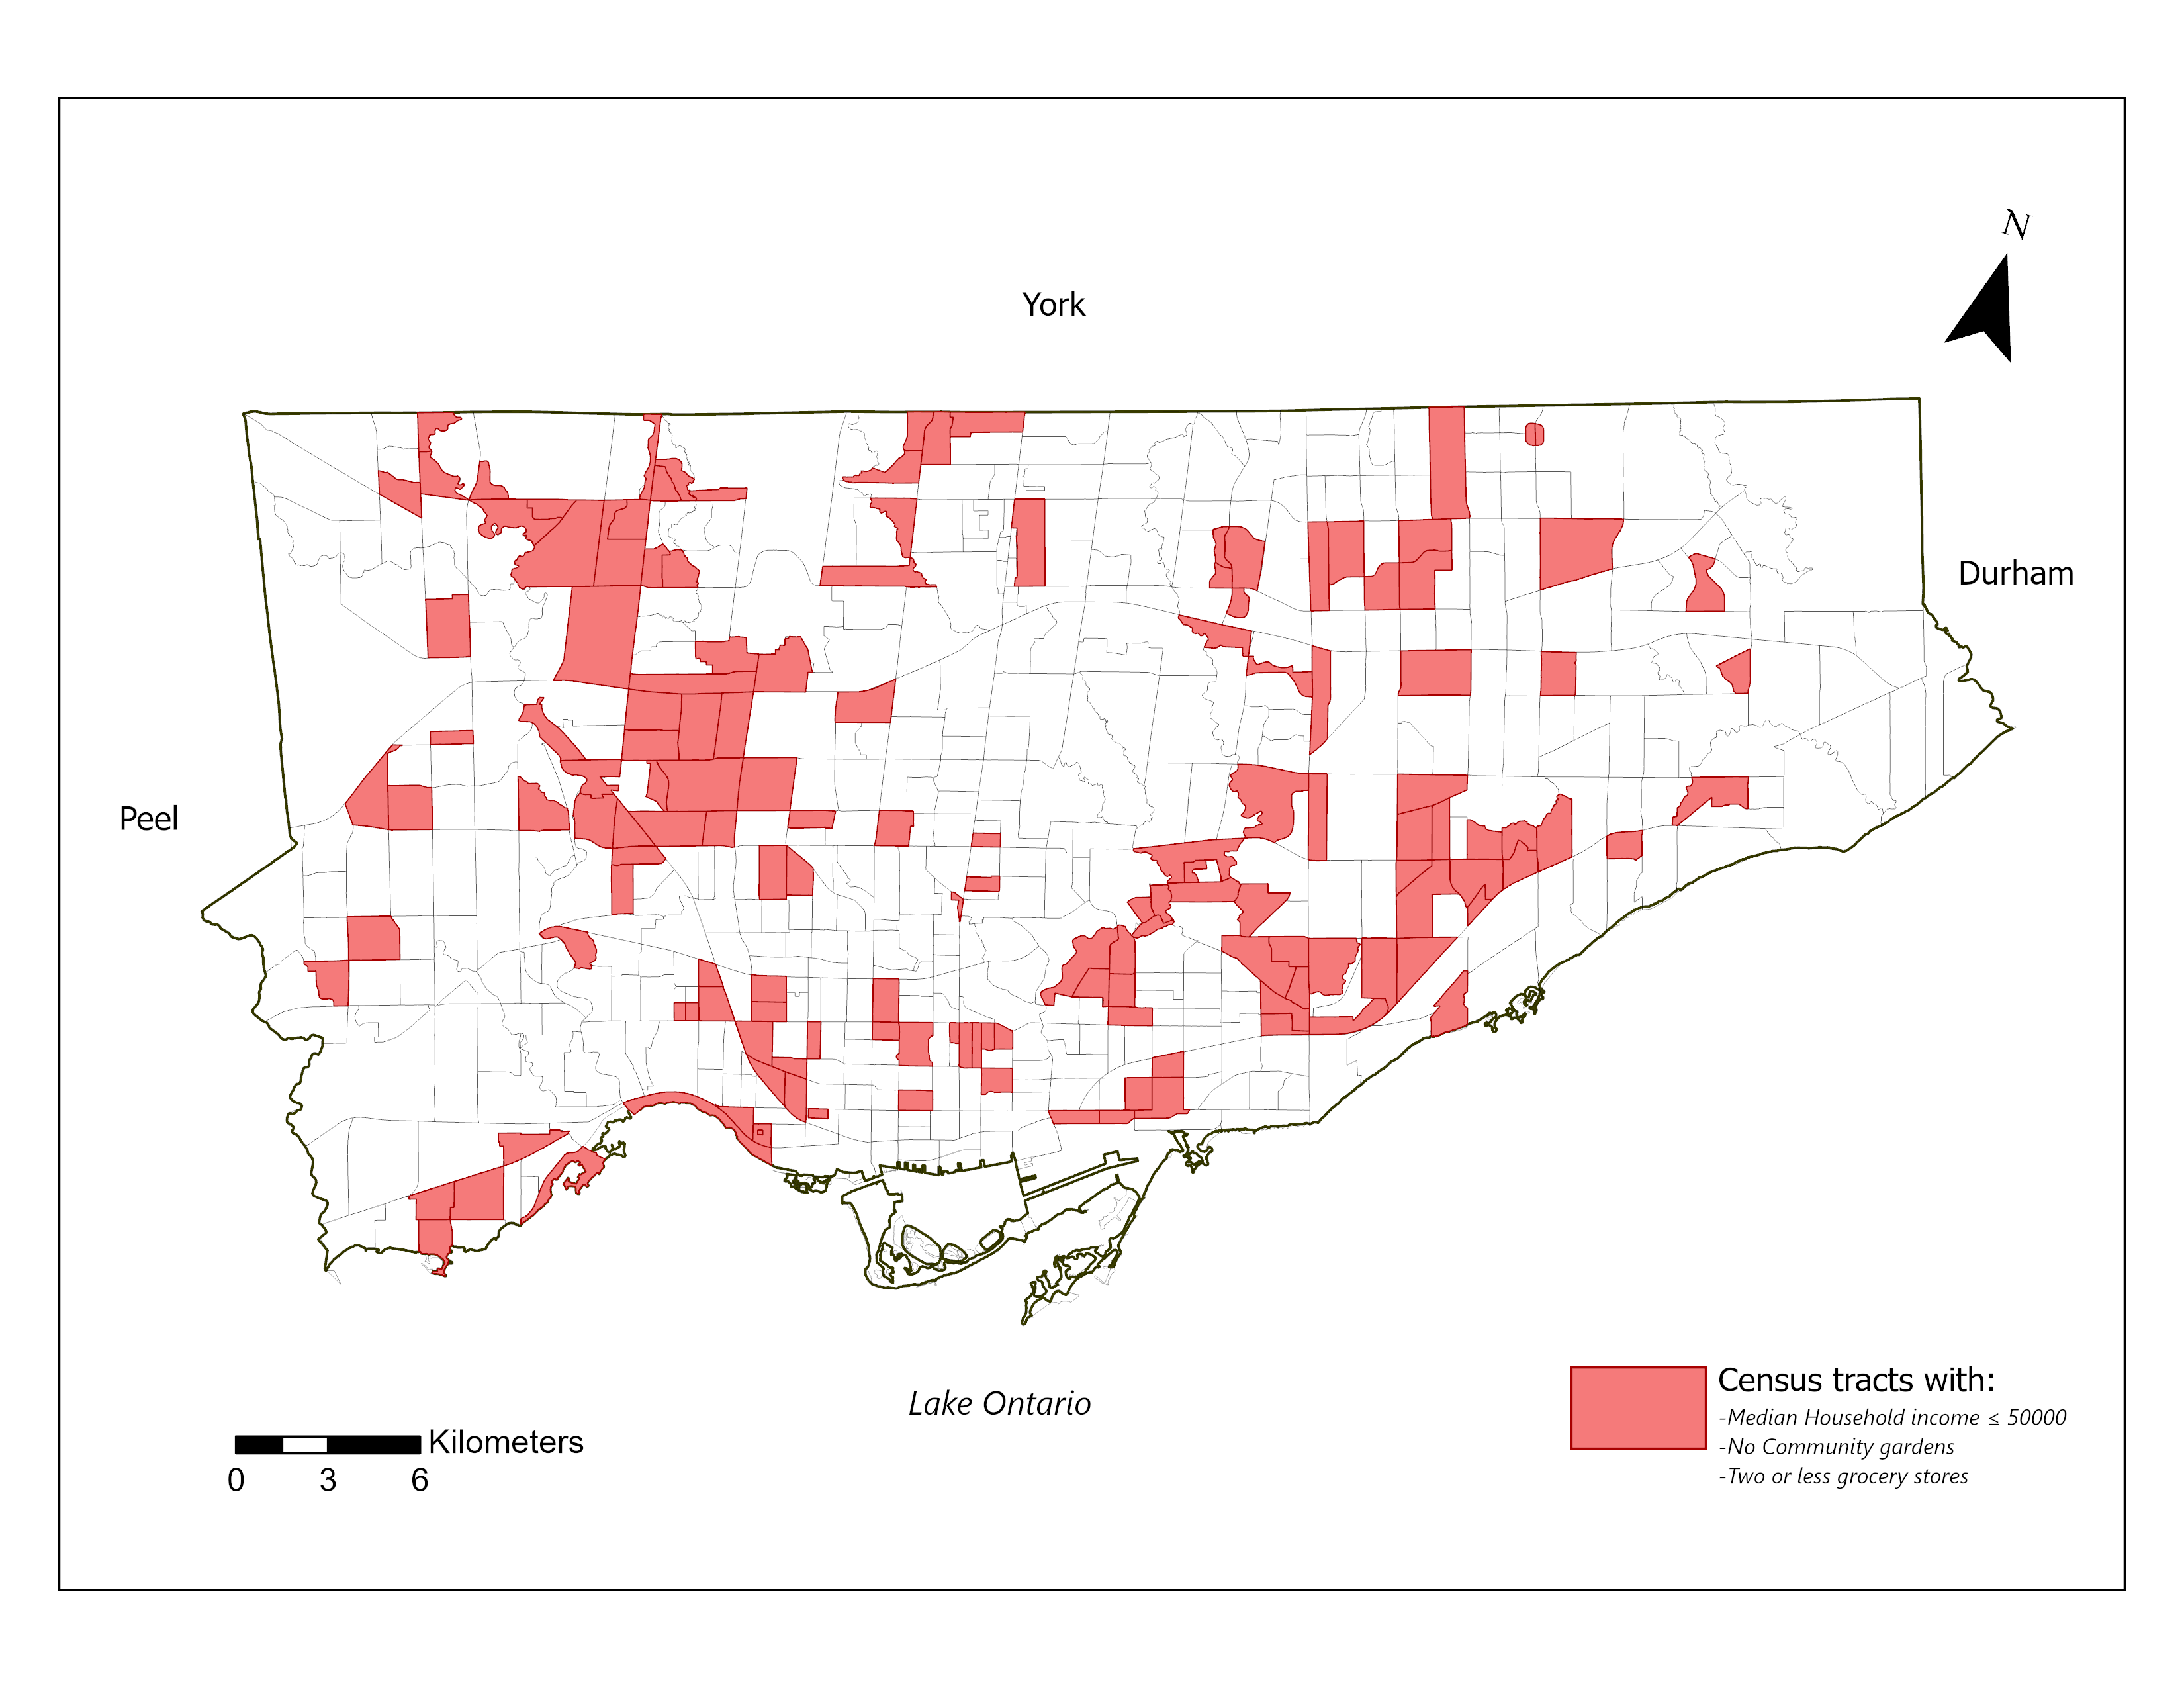 N
York
Durham
Peel
Census tracts with:
-Median Household income ≤ 50000
-No Community gardens
-Two or less grocery stores
Lake Ontario
Kilometers
0 3 6